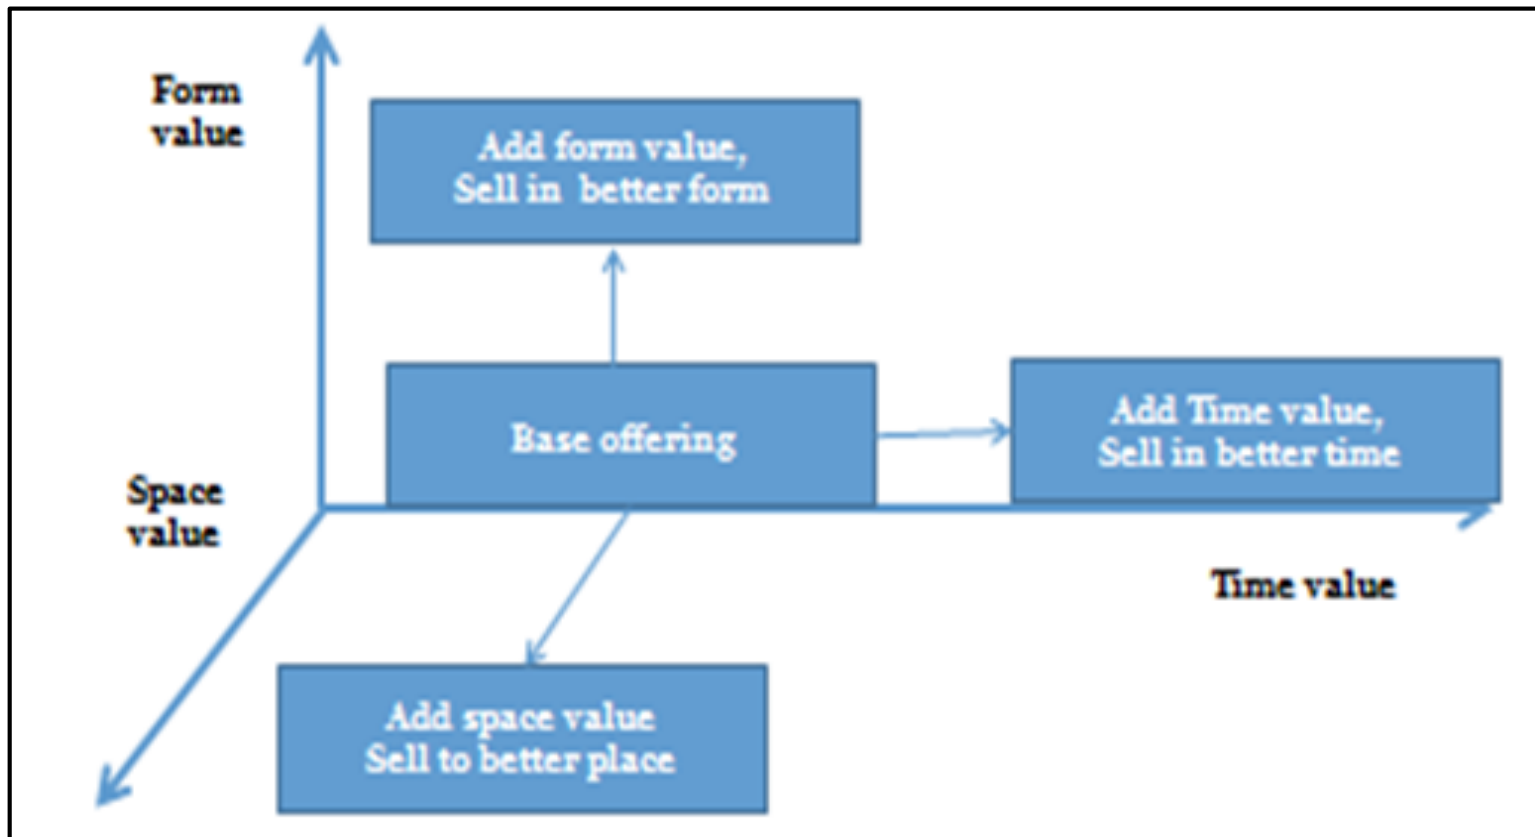 Form
value
Add form value,
Sell in better form
Base offering
Add Time value,
Sell in better time
Space
value
Time value
Add space value
Sell to better place